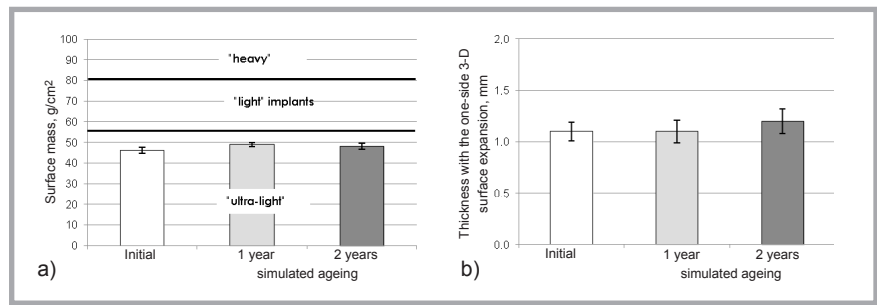 Surface mass, g/cm²
100
90
80
70
60
50
40
30
20
10
0
"heavy"
"light" implants
"ultra-light"
Initial
1 year
2 years
simulated ageing
a)
Thickness with the one-side 3-D
surface expansion, mm
2,0
1.5
1.0
0.5
0.0
Initial
1 year
2 years
simulated ageing
b)